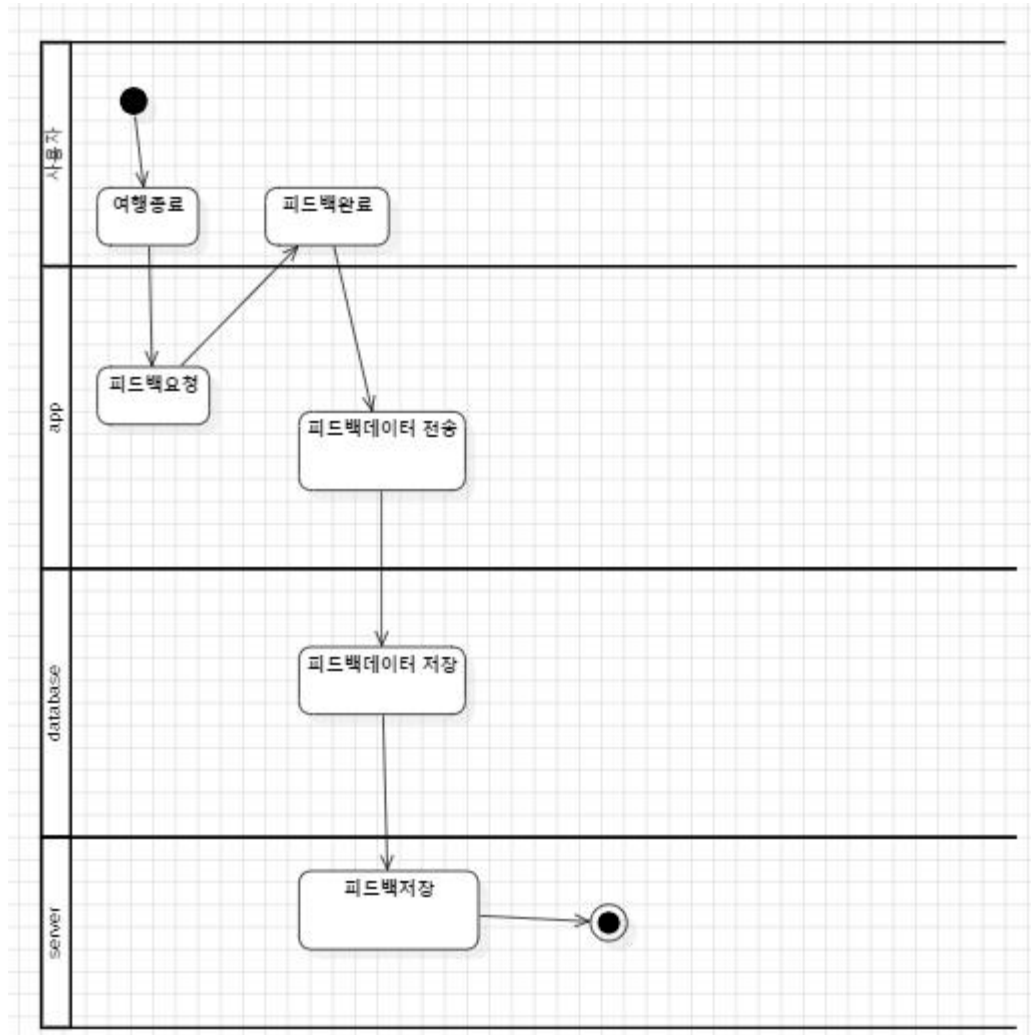 사용자
여행종료
피드백완료
app
피드백요청
피드백데이터 전송
database
피드백데이터 저장
server
피드백저장